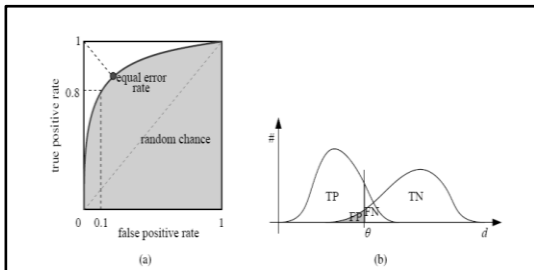 1
equal error
rate
0.8
true positive rate
random chance
0 0.1 1
false positive rate
(a)
#
TP
FP
FN
TN
θ
d
(b)